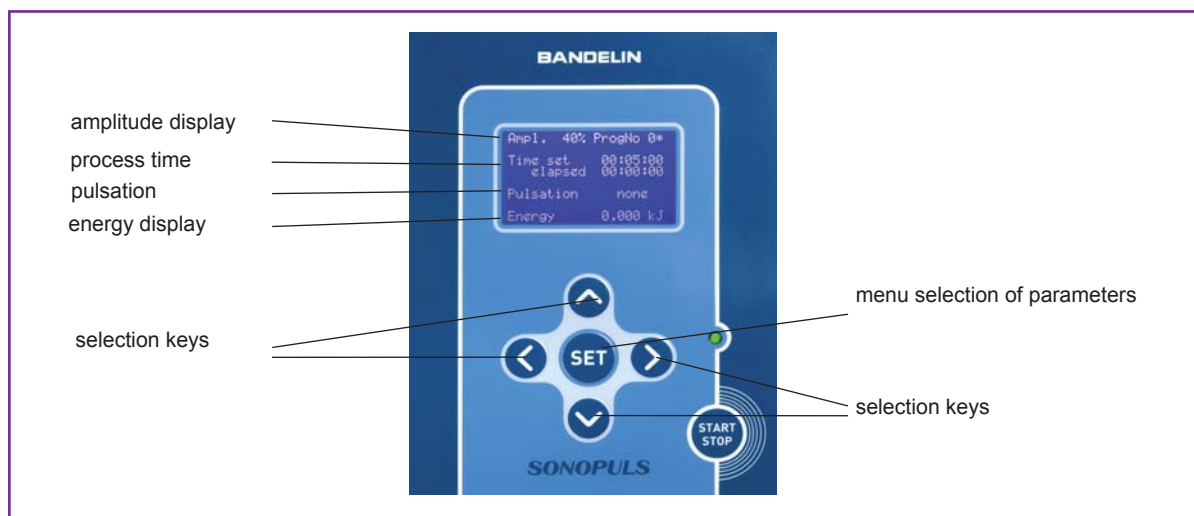 BANDELIN
amplitude display
process time
pulsation
energy display
Ampl. 40% ProgNo 0*
Time set 00:05:00
elapsed 00:00:00
Pulsation none
Energy 0.000 kJ
menu selection of parameters
selection keys
SET
selection keys
START
STOP
SONOPULS